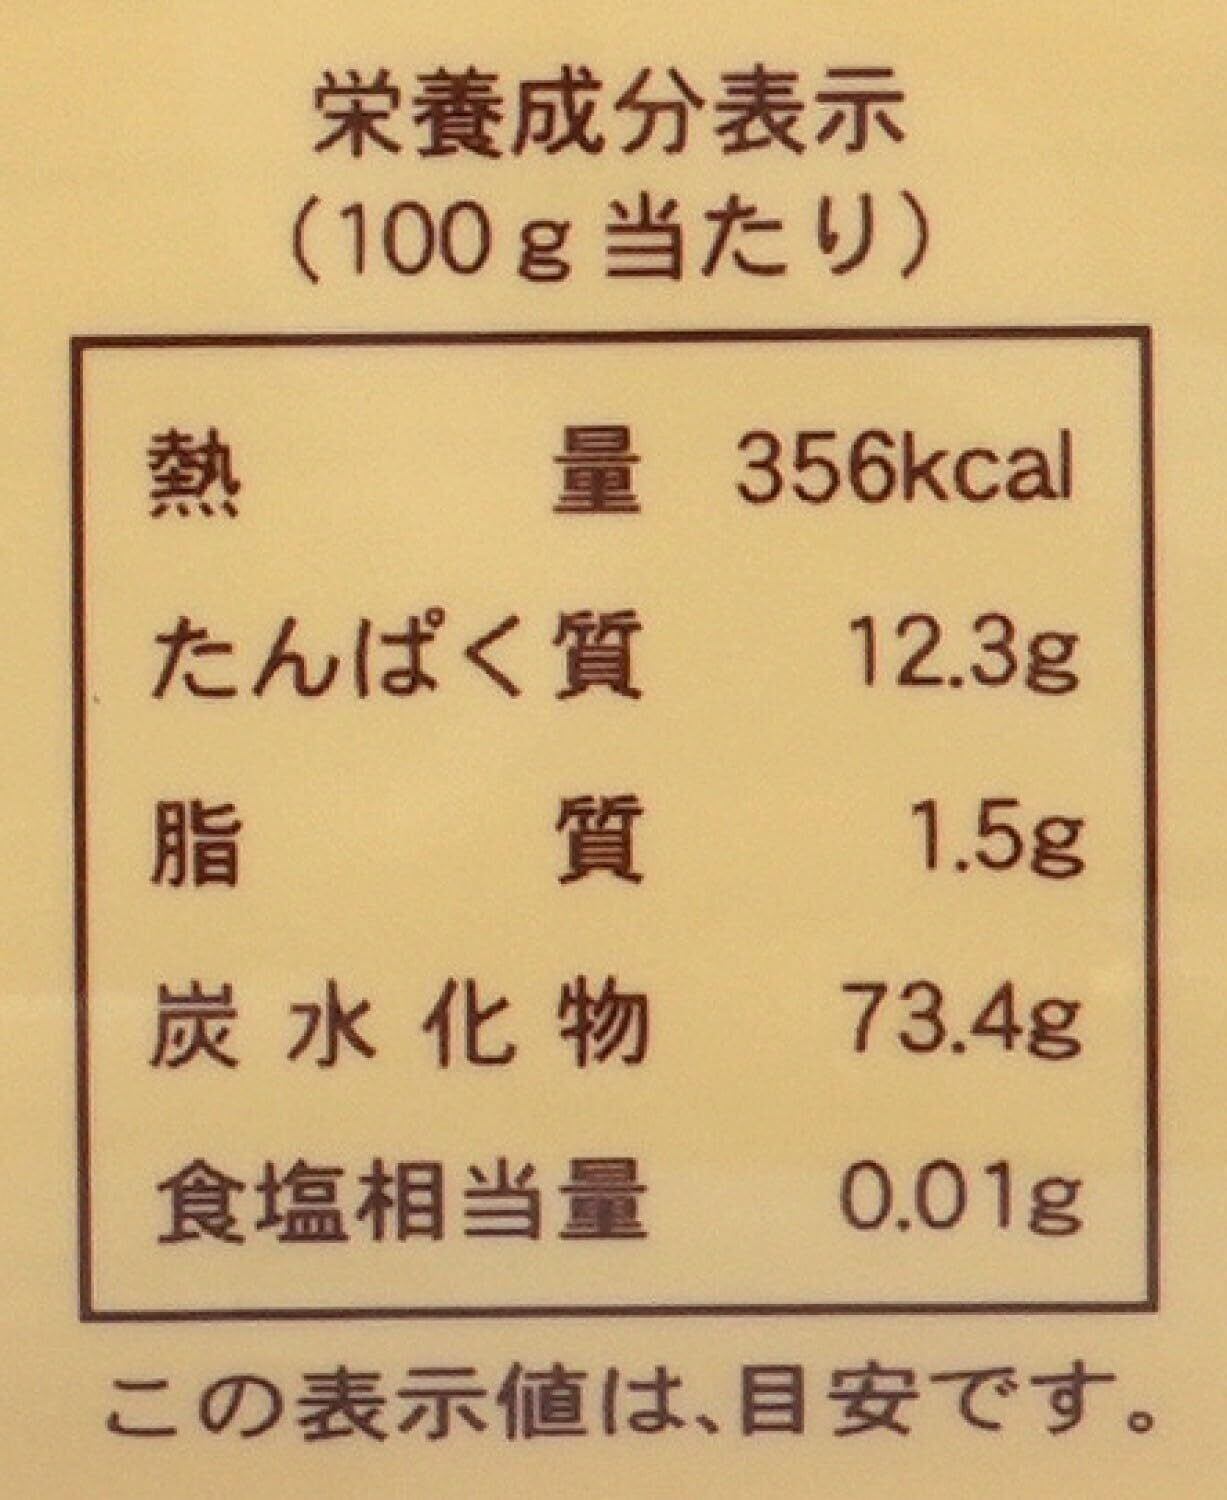 栄養成分表示
(100g当たり)
熱量 356kcal
たんぱく質 12.3g
脂質 1.5g
炭水化物 73.4g
食塩相当量 0.01g
この表示値は、目安です。